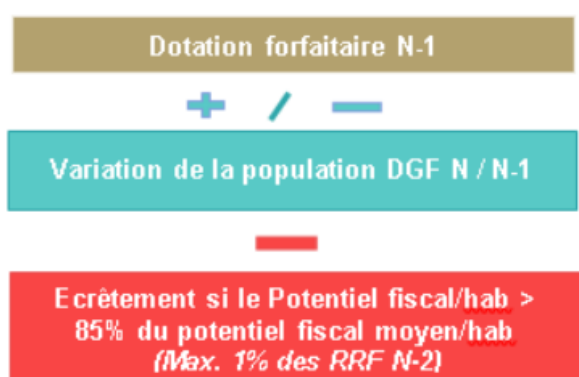 Dotation forfaitaire N-1
+ / −
Variation de la population DGF N / N-1
−
Ecrêtement si le Potentiel fiscal/hab >
85% du potentiel fiscal moyen/hab
(Max. 1% des RRF N-2)